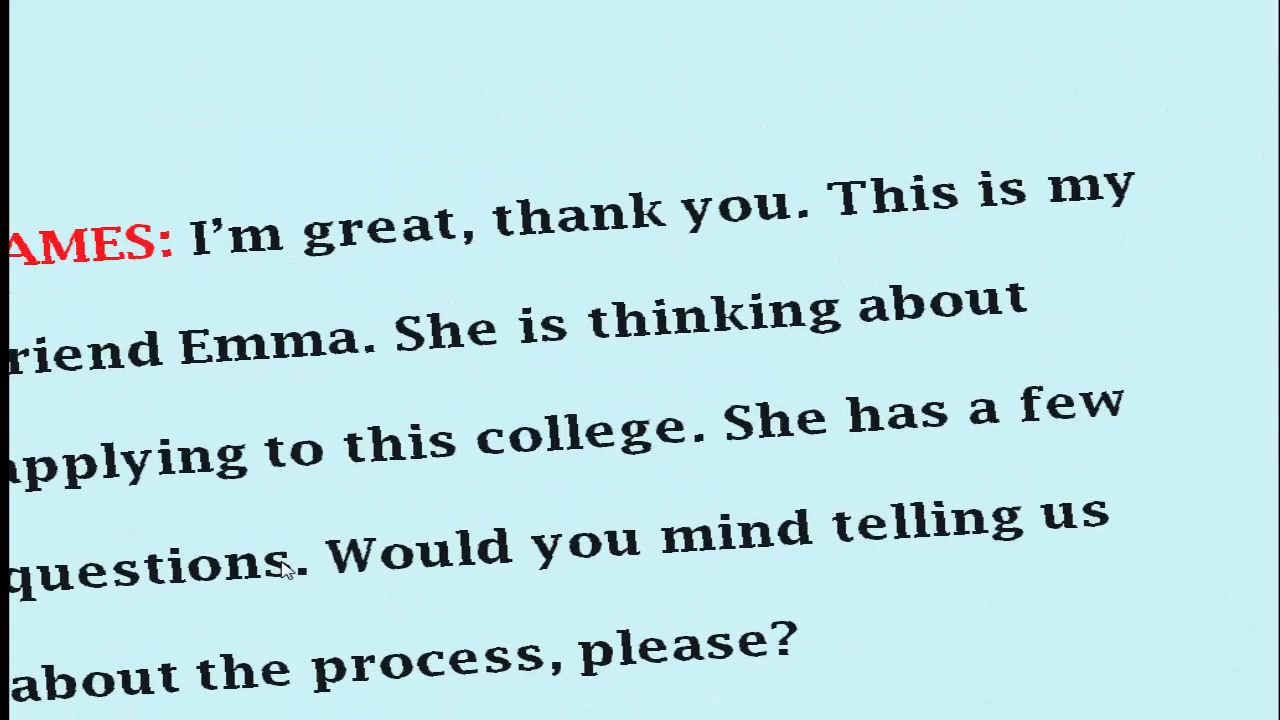 AMES: I’m great, thank you. This is my
riend Emma. She is thinking about
applying to this college. She has a few
questions. Would you mind telling us
about the process, please?